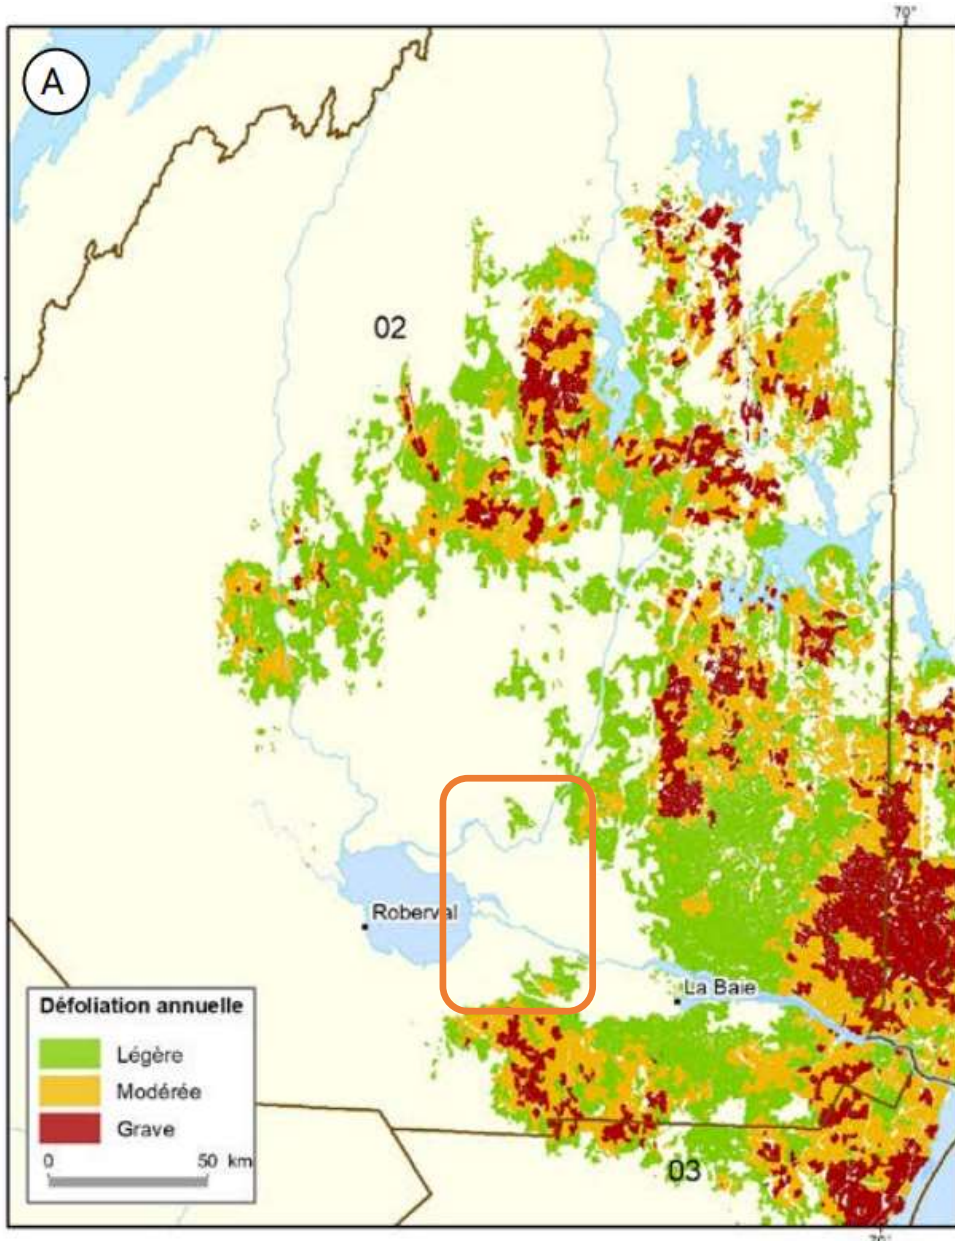 70°
A
02
Roberval
La Baie
Défoliation annuelle
Légère
Modérée
Grave
0 50 km
03
70°